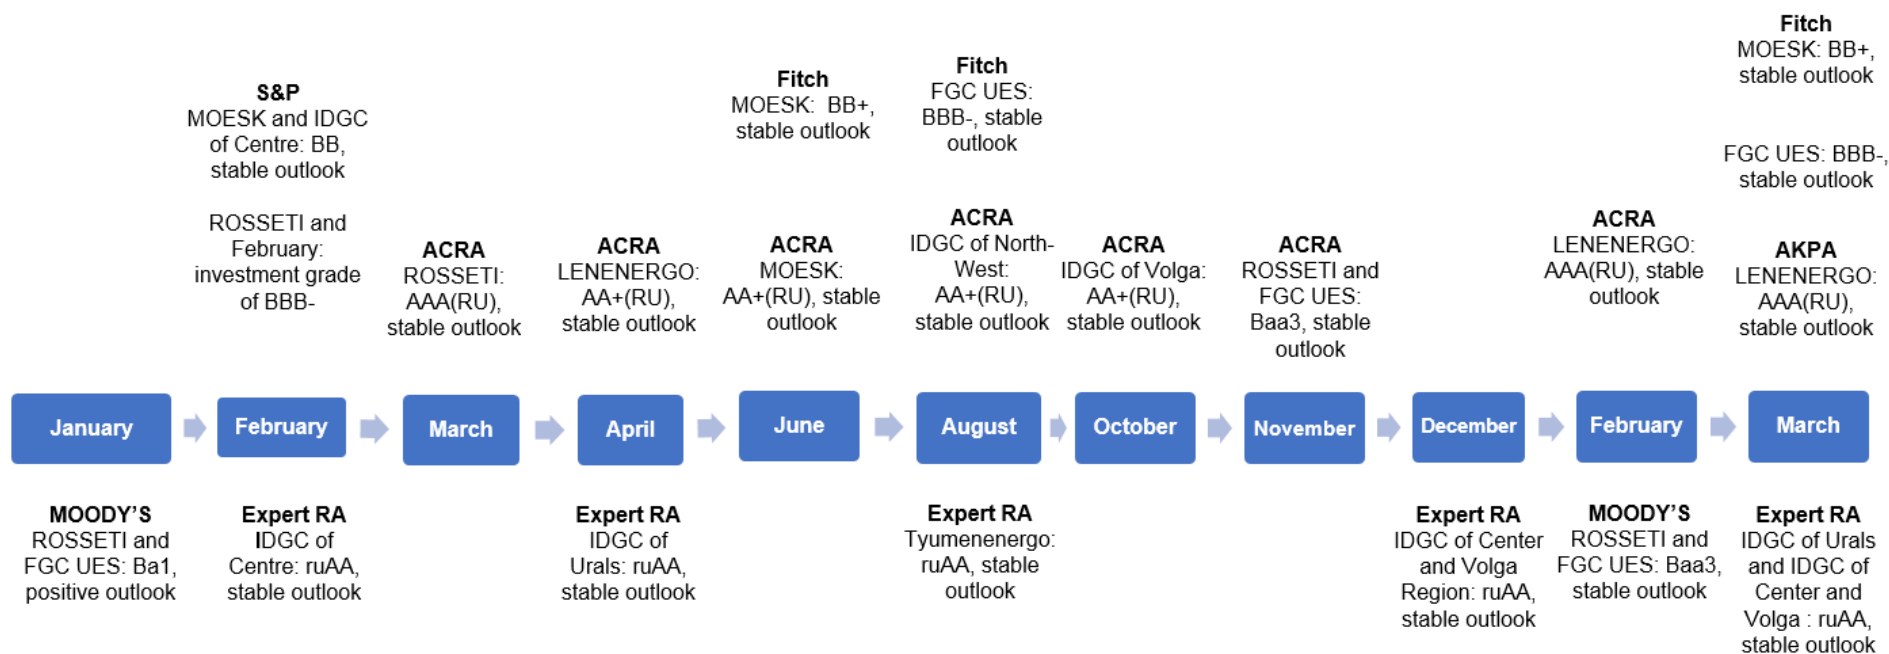 S&P
MOESK and IDGC
of Centre: BB,
stable outlook
ROSSETI and
February:
investment grade
of BBB-
ACRA
ROSSETI:
AAA(RU),
stable outlook
ACRA
LENENERGO:
AA+(RU),
stable outlook
Fitch
MOESK:  BB+,
stable outlook
ACRA
MOESK:
AA+(RU), stable
outlook
Fitch
FGC UES:
BBB-, stable
outlook
ACRA
IDGC of North-
West:
AA+(RU),
stable outlook
ACRA
IDGC of Volga:
AA+(RU),
stable outlook
ACRA
ROSSETI and
FGC UES:
Baa3, stable
outlook
ACRA
LENENERGO:
AAA(RU), stable
outlook
Fitch
MOESK: BB+,
stable outlook
FGC UES: BBB-,
stable outlook
AKPA
LENENERGO:
AAA(RU),
stable outlook
January
February
March
April
June
August
October
November
December
February
March
MOODY’S
ROSSETI and
FGC UES: Ba1,
positive outlook
Expert RA
IDGC of
Centre: ruAA,
stable outlook
Expert RA
IDGC of
Urals: ruAA,
stable outlook
Expert RA
Tyumenenergo:
ruAA, stable
outlook
Expert RA
IDGC of Center
and Volga
Region: ruAA,
stable outlook
MOODY’S
ROSSETI and
FGC UES: Baa3,
stable outlook
Expert RA
IDGC of Urals
and IDGC of
Center and
Volga : ruAA,
stable outlook